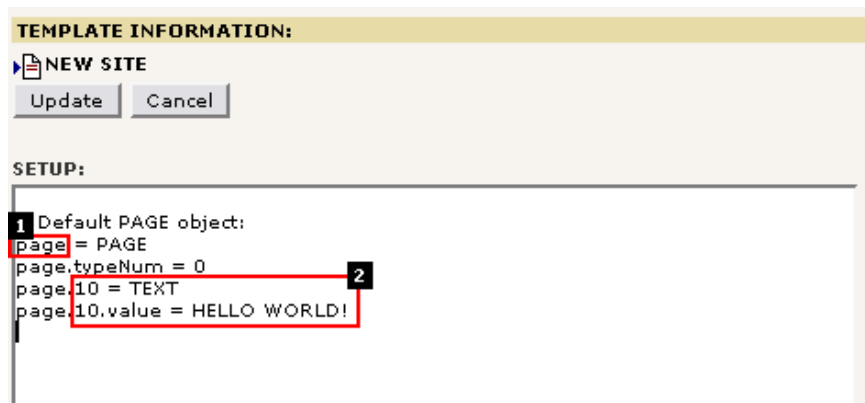 TEMPLATE INFORMATION:
NEW SITE
Update Cancel
SETUP:
1 Default PAGE object:
page = PAGE
page.typeNum = 0
2
page.10 = TEXT
page.10.value = HELLO WORLD!